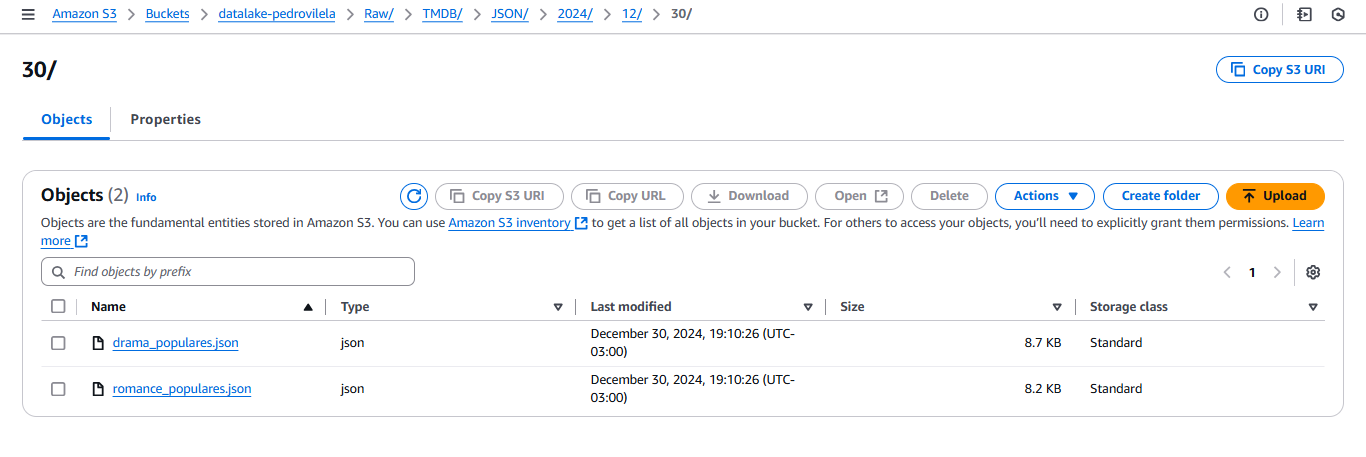 Amazon S3 > Buckets > datalake-pedrovilela > Raw/ > TMDB/ > JSON/ > 2024/ > 12/ > 30/
30/
Copy S3 URI
Objects Properties
Objects (2) Info
Copy S3 URI Copy URL Download Open Delete Actions Create folder Upload
Objects are the fundamental entities stored in Amazon S3. You can use Amazon S3 inventory to get a list of all objects in your bucket. For others to access your objects, you'll need to explicitly grant them permissions. Learn
more
Find objects by prefix
1
Name Type Last modified Size Storage class
drama_populares.json json December 30, 2024, 19:10:26 (UTC-
03:00) 8.7 KB Standard
romance_populares.json json December 30, 2024, 19:10:26 (UTC-
03:00) 8.2 KB Standard